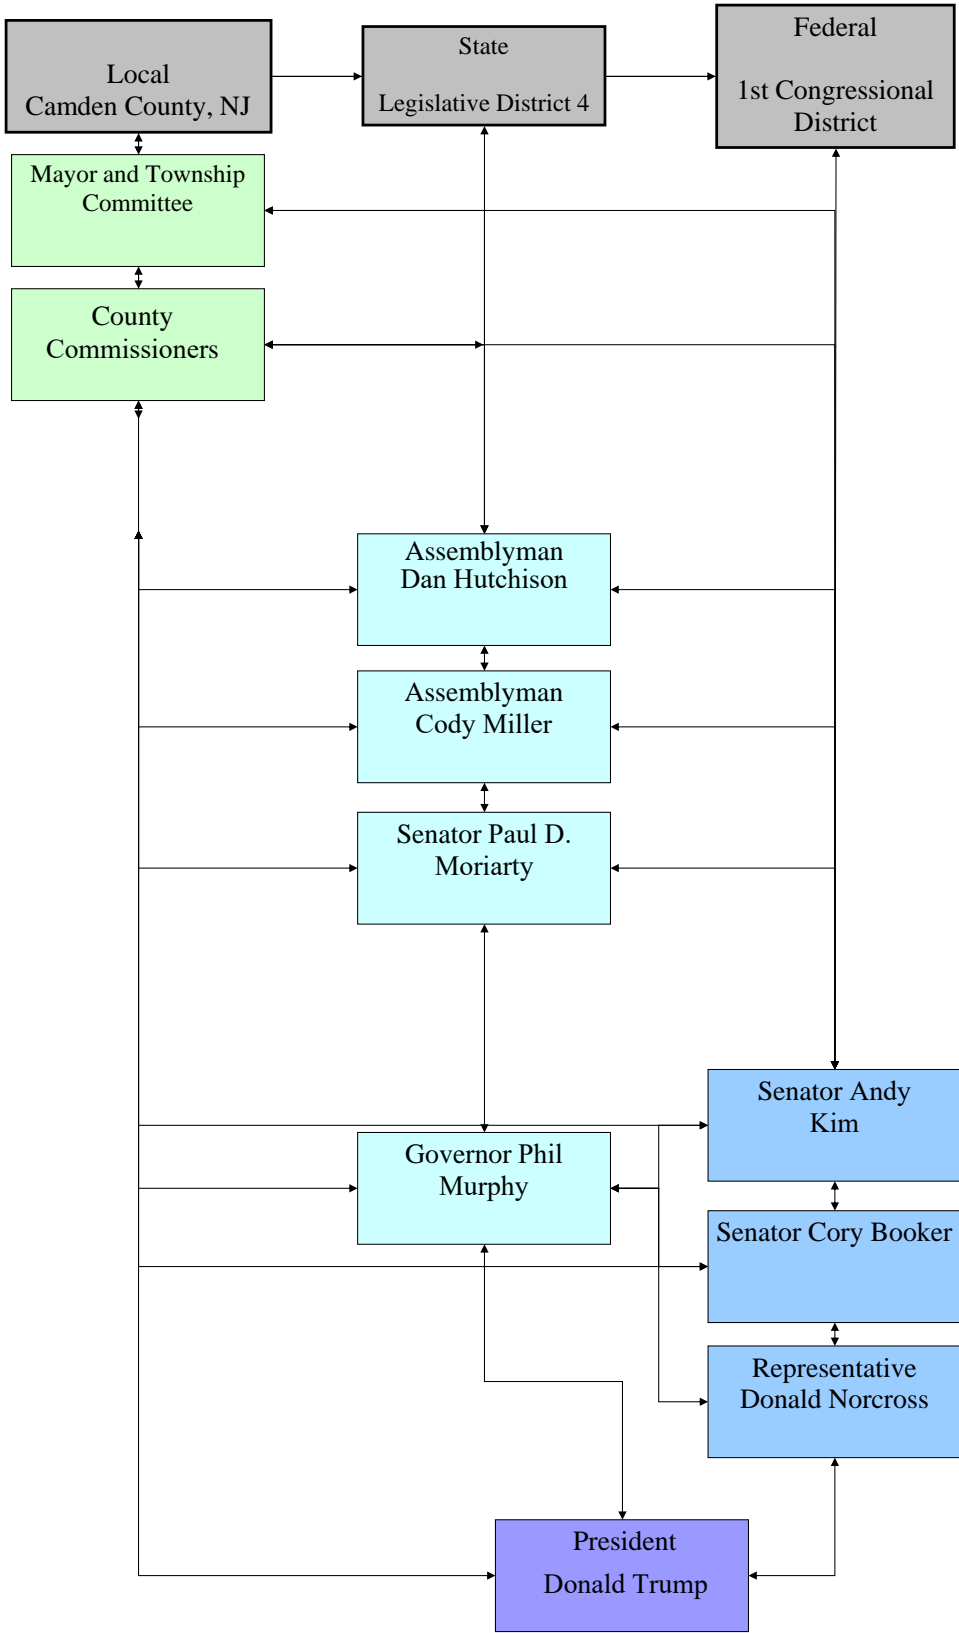 Local
Camden County, NJ
State
Legislative District 4
Federal
1st Congressional
District
Mayor and Township
Committee
County
Commissioners
Assemblyman
Dan Hutchison
Assemblyman
Cody Miller
Senator Paul D.
Moriarty
Senator Andy
Kim
Governor Phil
Murphy
Senator Cory Booker
Representative
Donald Norcross
President
Donald Trump